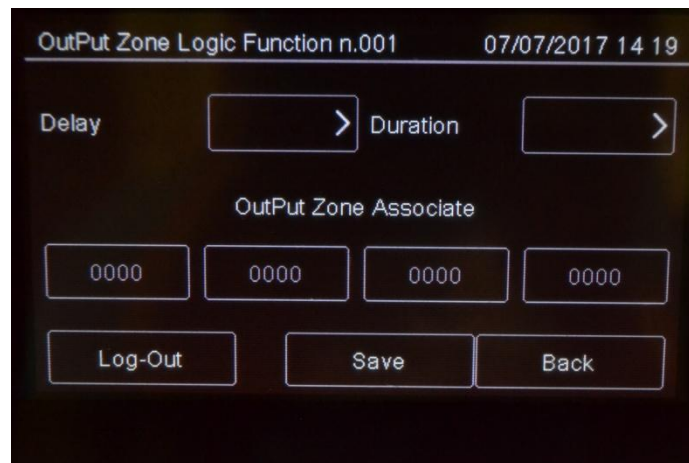 OutPut Zone Logic Function n.001 07/07/2017 14 19
Delay > Duration >
OutPut Zone Associate
0000 0000 0000 0000
Log-Out Save Back